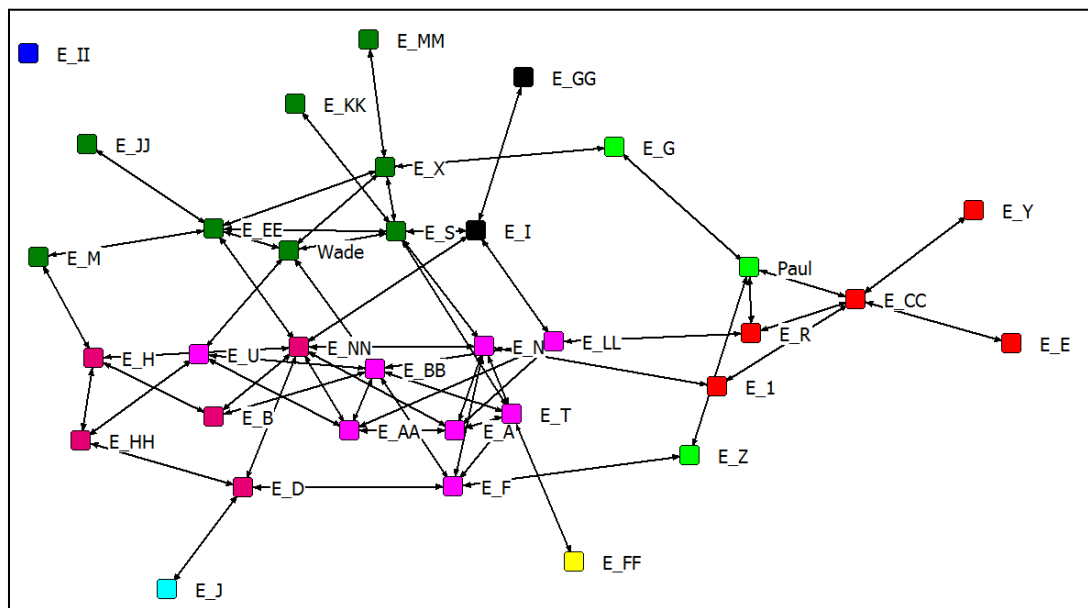 E_MM
E_II
E_GG
E_KK
E_JJ
E_G
E_X
E_Y
E_EE
E_S
E_I
Wade
E_M
Paul
E_CC
E_R
E_LL
E_E
E_H
E_U
E_NN
E_N
E_BB
E_1
E_B
E_T
E_HH
E_AA
E_A
E_Z
E_D
E_F
E_FF
E_J